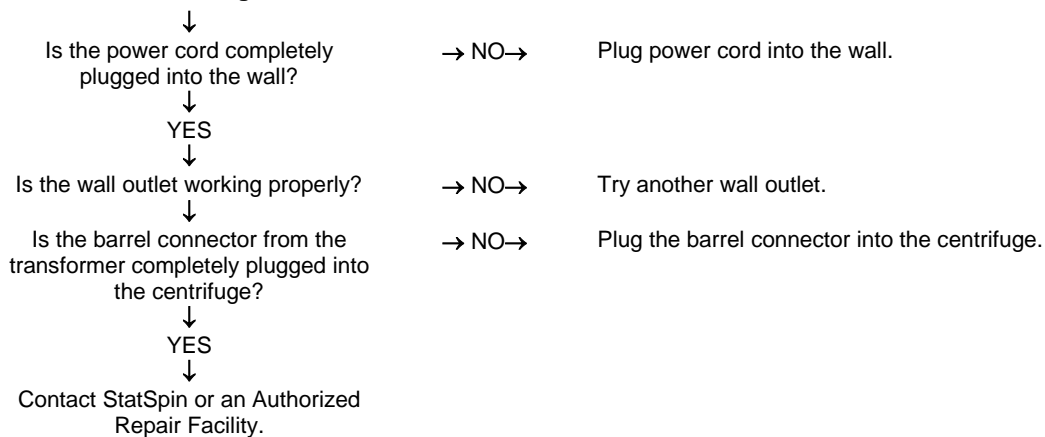 ↓
Is the power cord completely → NO→ Plug power cord into the wall.
plugged into the wall?
↓
YES
↓
Is the wall outlet working properly? → NO→ Try another wall outlet.
↓
Is the barrel connector from the → NO→ Plug the barrel connector into the centrifuge.
transformer completely plugged into
the centrifuge?
↓
YES
↓
Contact StatSpin or an Authorized
Repair Facility.